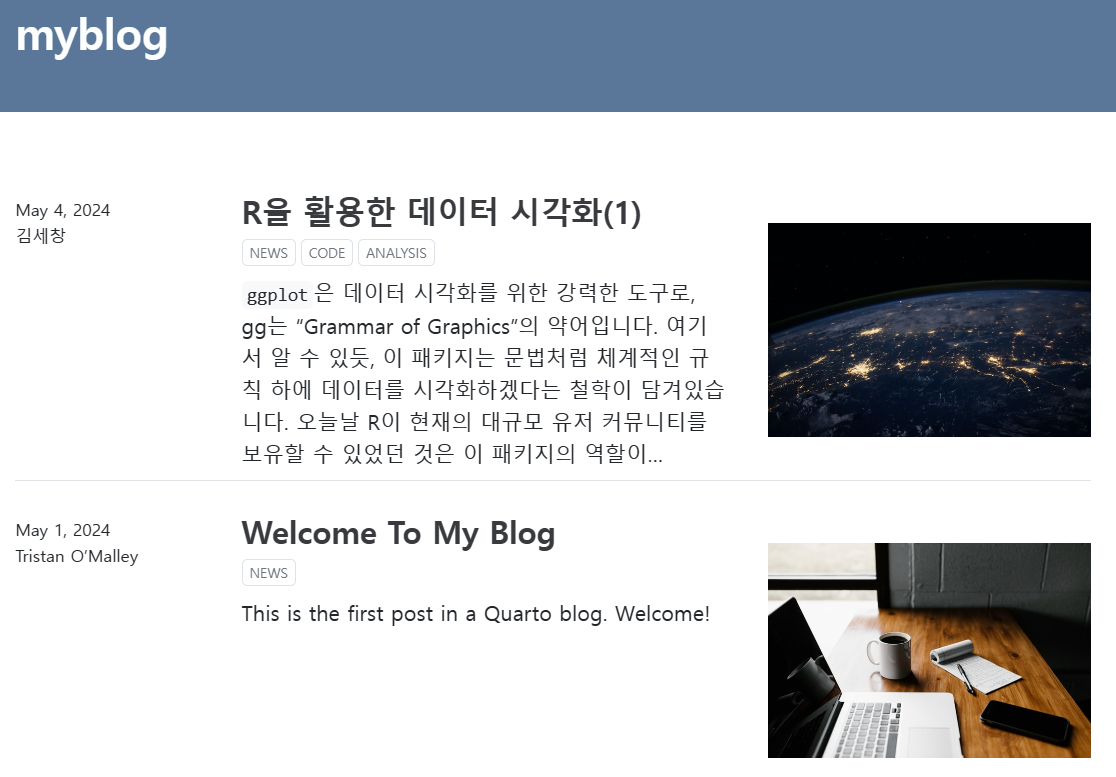 myblog
May 4, 2024
김세창
R을 활용한 데이터 시각화(1)
NEWS CODE ANALYSIS
ggplot은 데이터 시각화를 위한 강력한 도구로,
gg는 “Grammar of Graphics”의 약어입니다. 여기
서 알 수 있듯, 이 패키지는 문법처럼 체계적인 규
칙 하에 데이터를 시각화하겠다는 철학이 담겨있습
니다. 오늘날 R이 현재의 대규모 유저 커뮤니티를
보유할 수 있었던 것은 이 패키지의 역할이…
May 1, 2024
Tristan O’Malley
Welcome To My Blog
NEWS
This is the first post in a Quarto blog. Welcome!